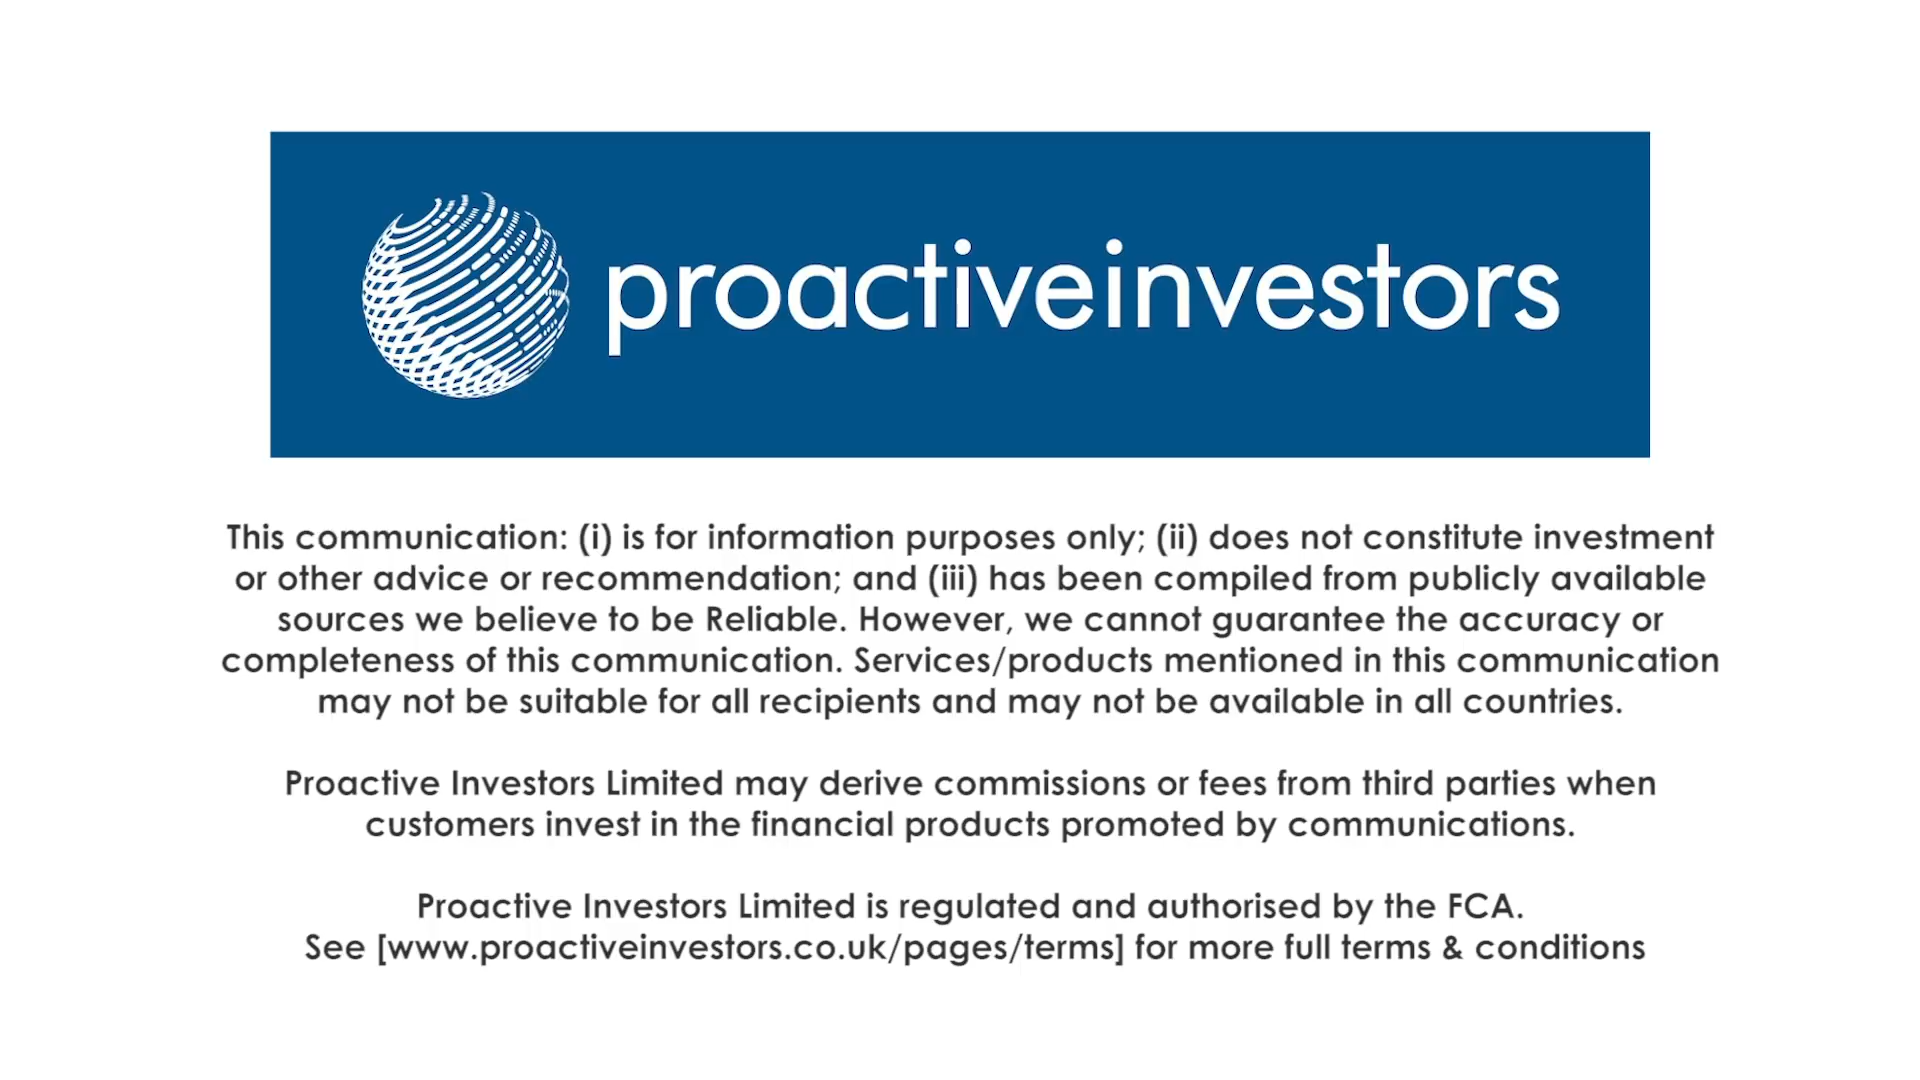 proactiveinvestors
This communication: (i) is for information purposes only; (ii) does not constitute investment
or other advice or recommendation; and (iii) has been compiled from publicly available
sources we believe to be Reliable. However, we cannot guarantee the accuracy or
completeness of this communication. Services/products mentioned in this communication
may not be suitable for all recipients and may not be available in all countries.
Proactive Investors Limited may derive commissions or fees from third parties when
customers invest in the financial products promoted by communications.
Proactive Investors Limited is regulated and authorised by the FCA.
See [www.proactiveinvestors.co.uk/pages/terms] for more full terms & conditions